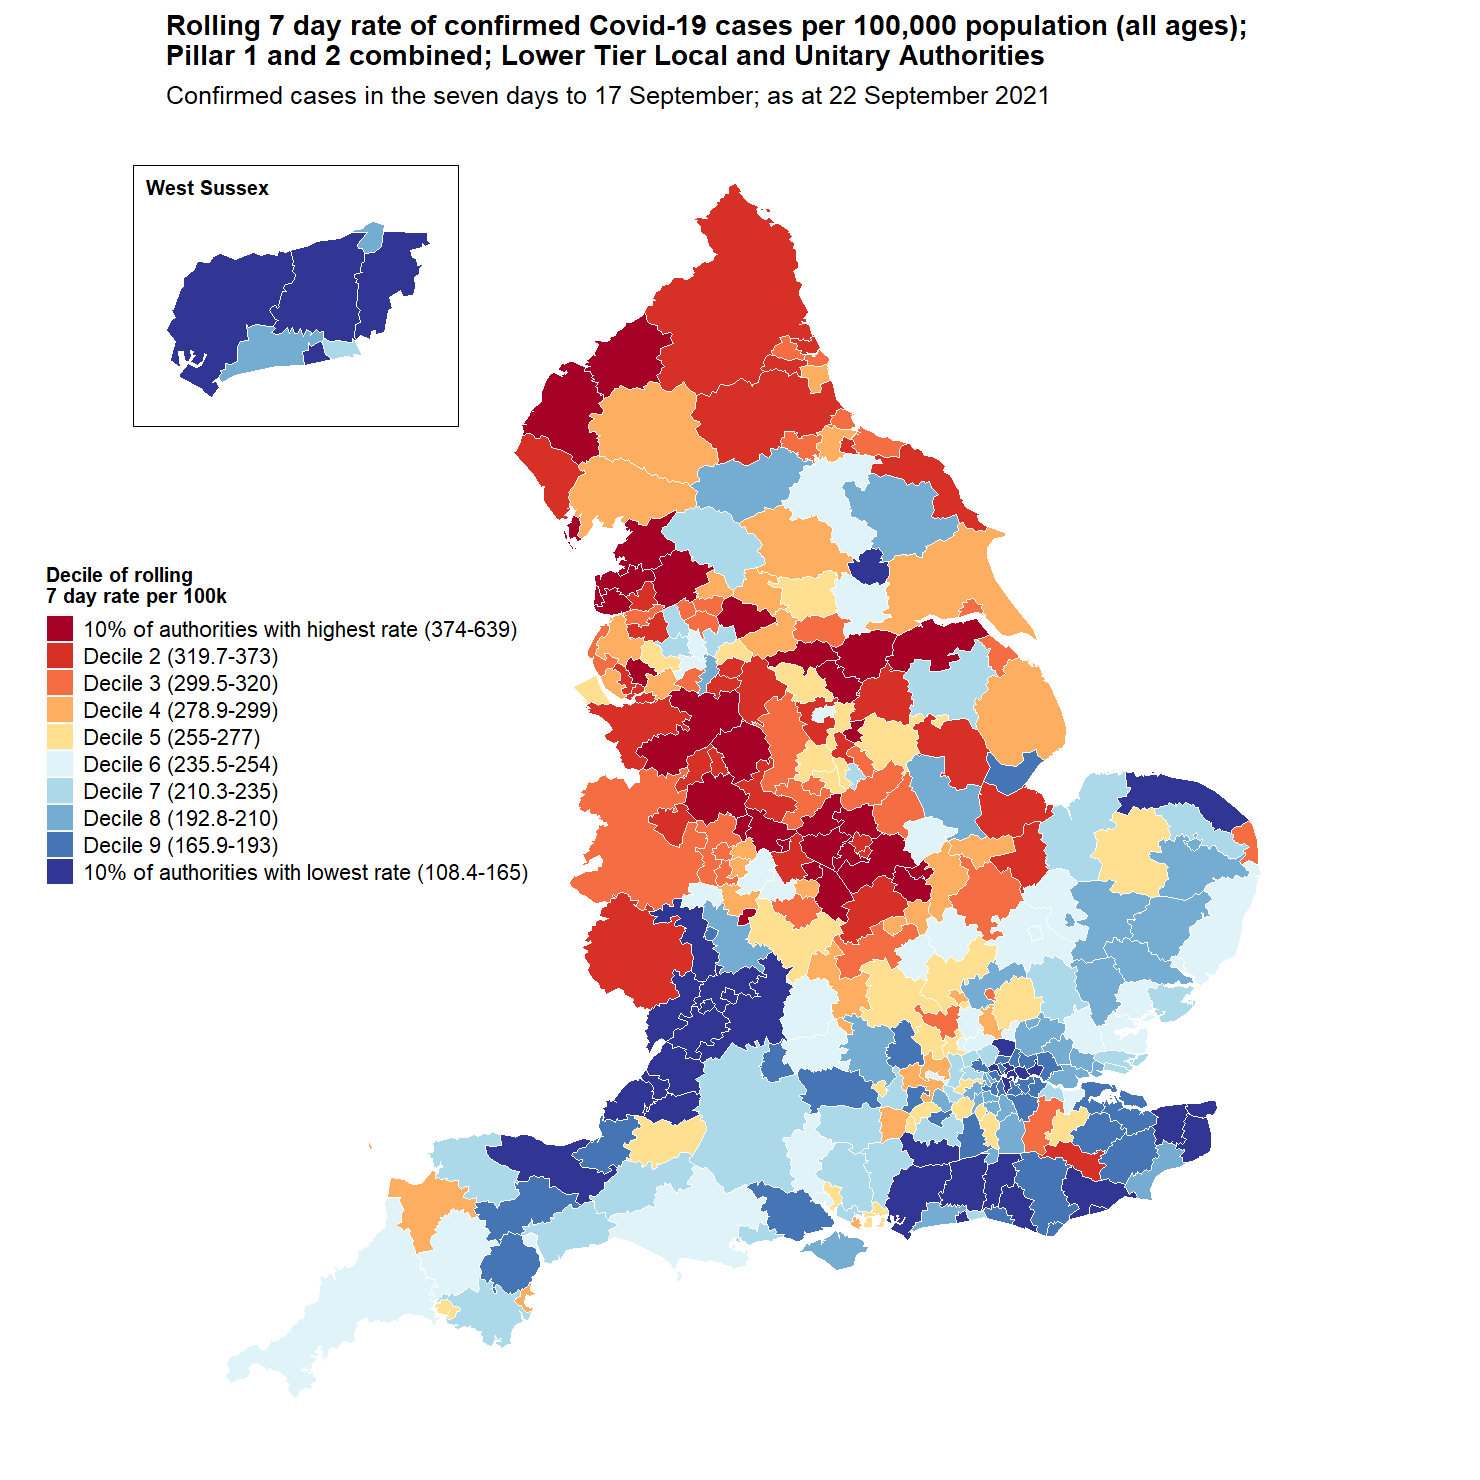 Rolling 7 day rate of confirmed Covid-19 cases per 100,000 population (all ages);
Pillar 1 and 2 combined; Lower Tier Local and Unitary Authorities
Confirmed cases in the seven days to 17 September; as at 22 September 2021
West Sussex
Decile of rolling
7 day rate per 100k
10% of authorities with highest rate (374-639)
Decile 2 (319.7-373)
Decile 3 (299.5-320)
Decile 4 (278.9-299)
Decile 5 (255-277)
Decile 6 (235.5-254)
Decile 7 (210.3-235)
Decile 8 (192.8-210)
Decile 9 (165.9-193)
10% of authorities with lowest rate (108.4-165)